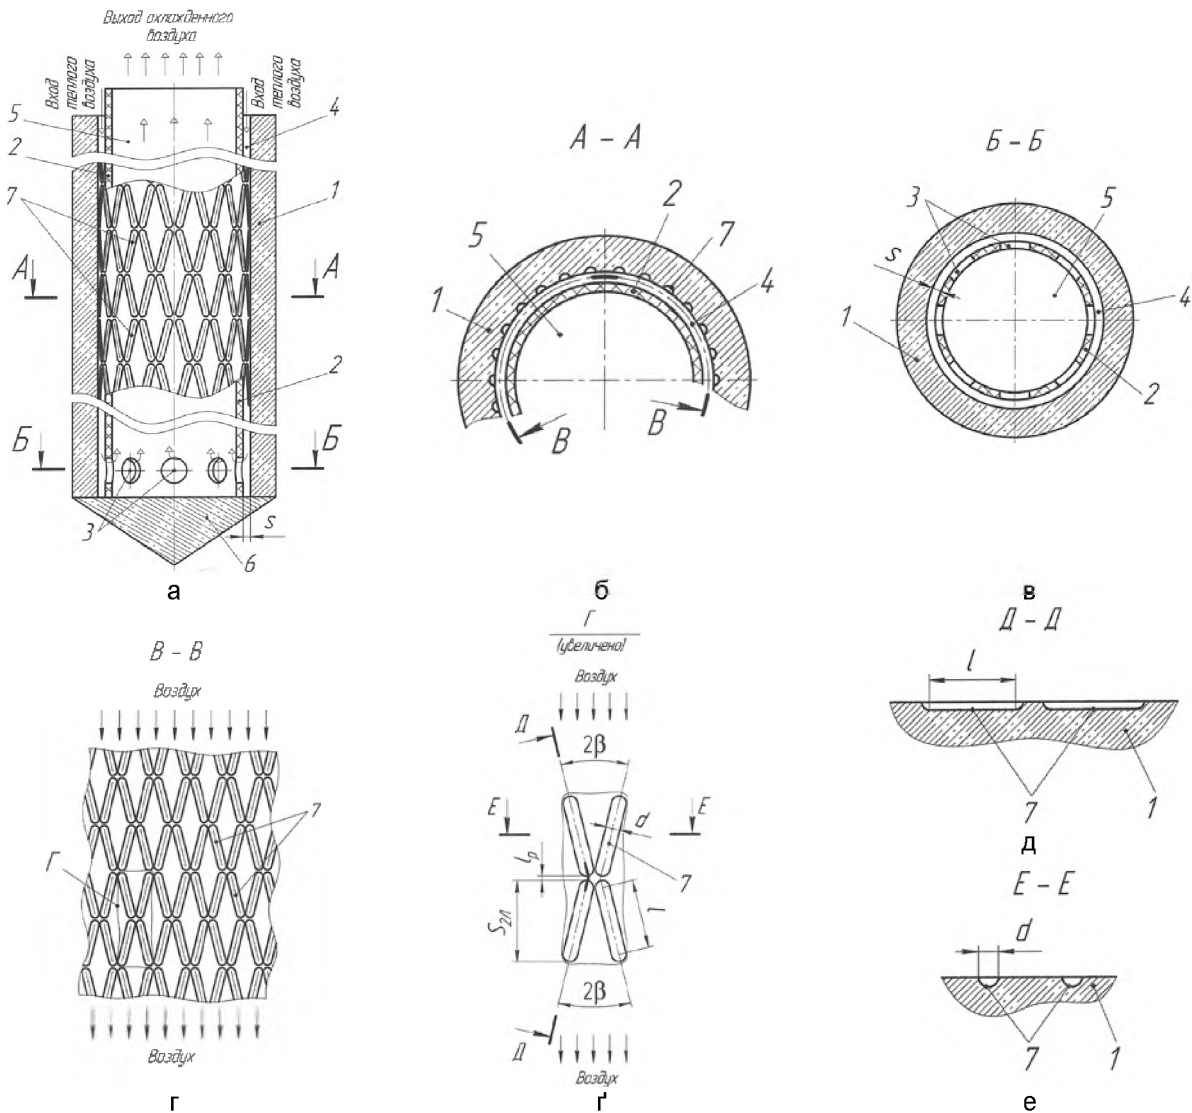 Выход охлажденного
воздуха
Вход
теплого
воздуха
Вход
теплого
воздуха
5
4
2
7
1
А
А
2
Б
Б
3
s
6
а
А - А
2
7
5
4
1
В
В
б
Б - Б
3
5
s
4
1
2
в
В - В
Воздух
7
Г
Воздух
г
Г
(увеличено)
Воздух
Д
2β
Е
Е
d
lр
7
S2л
l
2β
Д
Воздух
ґ
Д - Д
l
7
1
д
Е - Е
d
7
1
е